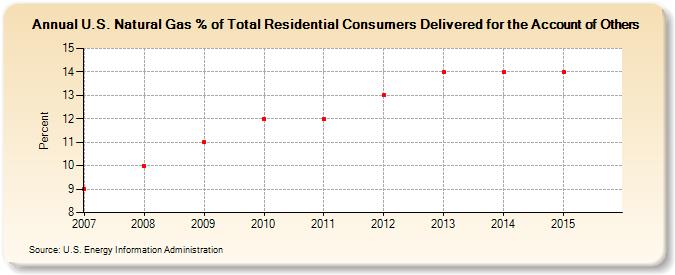 Annual U.S. Natural Gas % of Total Residential Consumers Delivered for the Account of Others
Percent
15
14
13
12
11
10
9
8
2007 2008 2009 2010 2011 2012 2013 2014 2015
Source: U.S. Energy Information Administration